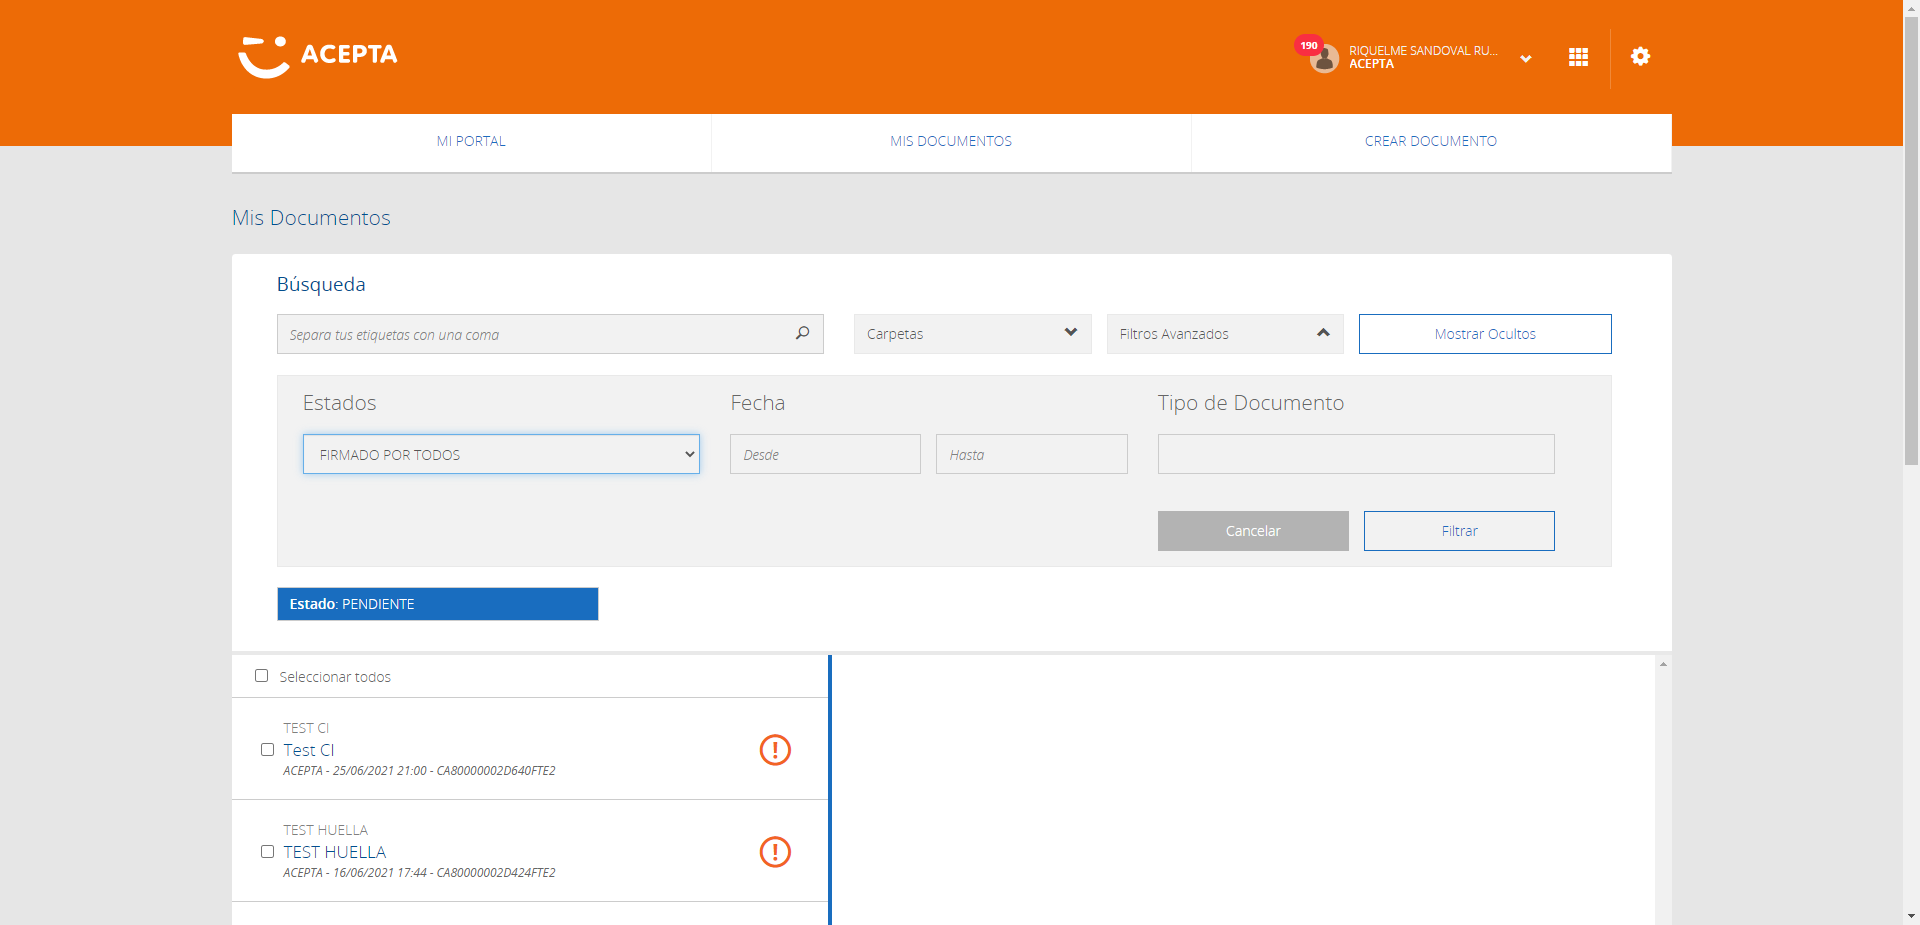 ACEPTA
190
RIQUELME SANDOVAL RU...
ACEPTA
MI PORTAL
MIS DOCUMENTOS
CREAR DOCUMENTO
Mis Documentos
Búsqueda
Separa tus etiquetas con una coma
Carpetas
Filtros Avanzados
Mostrar Ocultos
Estados
Fecha
Tipo de Documento
FIRMADO POR TODOS
Desde
Hasta
Cancelar
Filtrar
Estado: PENDIENTE
Seleccionar todos
TEST CI
Test CI
ACEPTA - 25/06/2021 21:00 - CA80000002D640FTE2
TEST HUELLA
TEST HUELLA
ACEPTA - 16/06/2021 17:44 - CA80000002D424FTE2